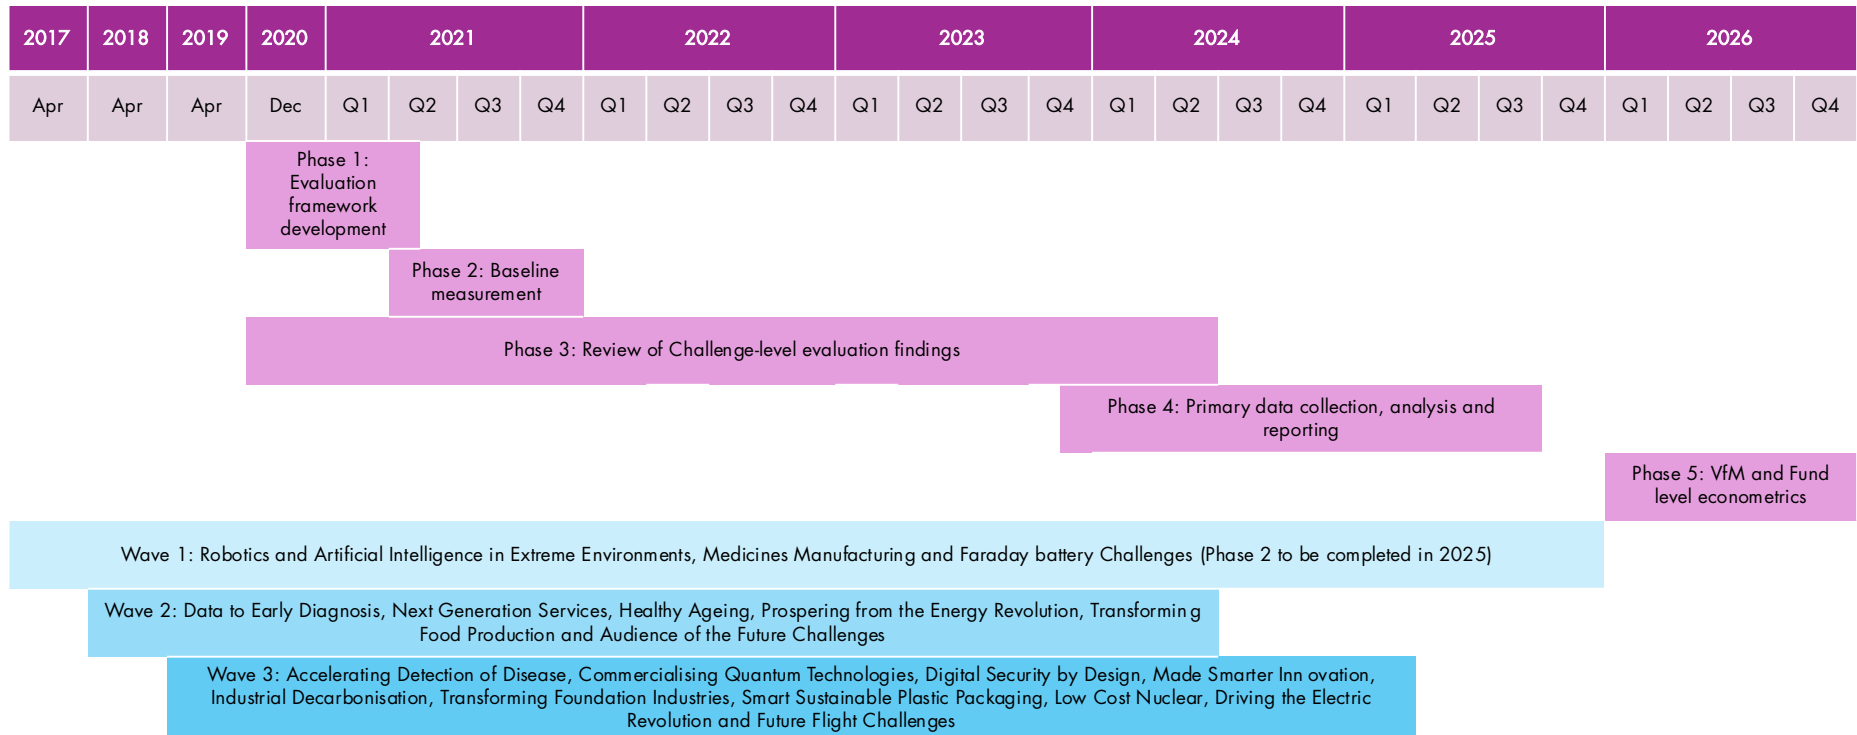 2017 2018 2019 2020 2021 2022 2023 2024 2025 2026
Apr Apr Apr Dec Q1 Q2 Q3 Q4 Q1 Q2 Q3 Q4 Q1 Q2 Q3 Q4 Q1 Q2 Q3 Q4 Q1 Q2 Q3 Q4 Q1 Q2 Q3 Q4
Phase 1:
Evaluation
framework
development
Phase 2: Baseline
measurement
Phase 3: Review of Challenge-level evaluation findings
Phase 4: Primary data collection, analysis and
reporting
Phase 5: VfM and Fund
level econometrics
Wave 1: Robotics and Artificial Intelligence in Extreme Environments, Medicines Manufacturing and Faraday battery Challenges (Phase 2 to be completed in 2025)
Wave 2: Data to Early Diagnosis, Next Generation Services, Healthy Ageing, Prospering from the Energy Revolution, Transforming
Food Production and Audience of the Future Challenges
Wave 3: Accelerating Detection of Disease, Commercialising Quantum Technologies, Digital Security by Design, Made Smarter Inn ovation,
Industrial Decarbonisation, Transforming Foundation Industries, Smart Sustainable Plastic Packaging, Low Cost Nuclear, Driving the Electric
Revolution and Future Flight Challenges